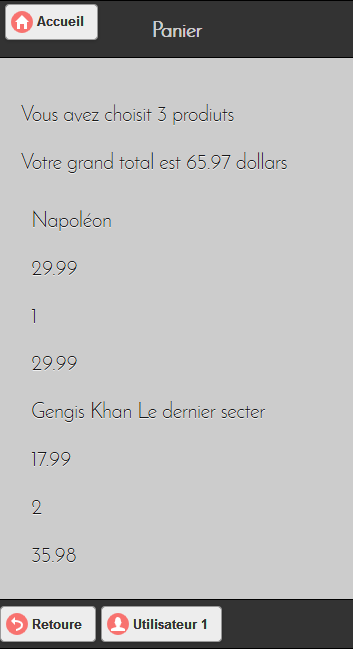 Accueil
Panier
Vous avez choisit 3 prodiuts
Votre grand total est 65.97 dollars
Napoléon
29.99
1
29.99
Gengis Khan Le dernier secter
17.99
2
35.98
Retoure
Utilisateur 1